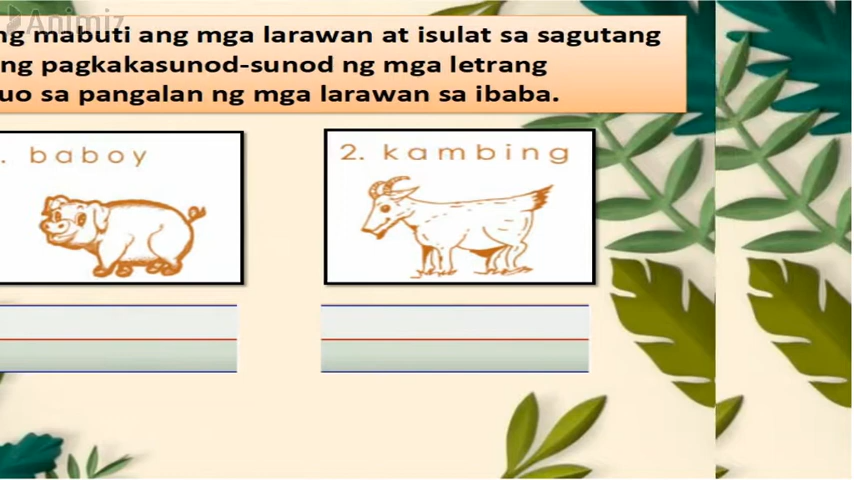 Animiz
ng mabuti ang mga larawan at isulat sa sagutang
ng pagkakasunod-sunod ng mga letrang
uo sa pangalan ng mga larawan sa ibaba.
. baboy
2. kambing